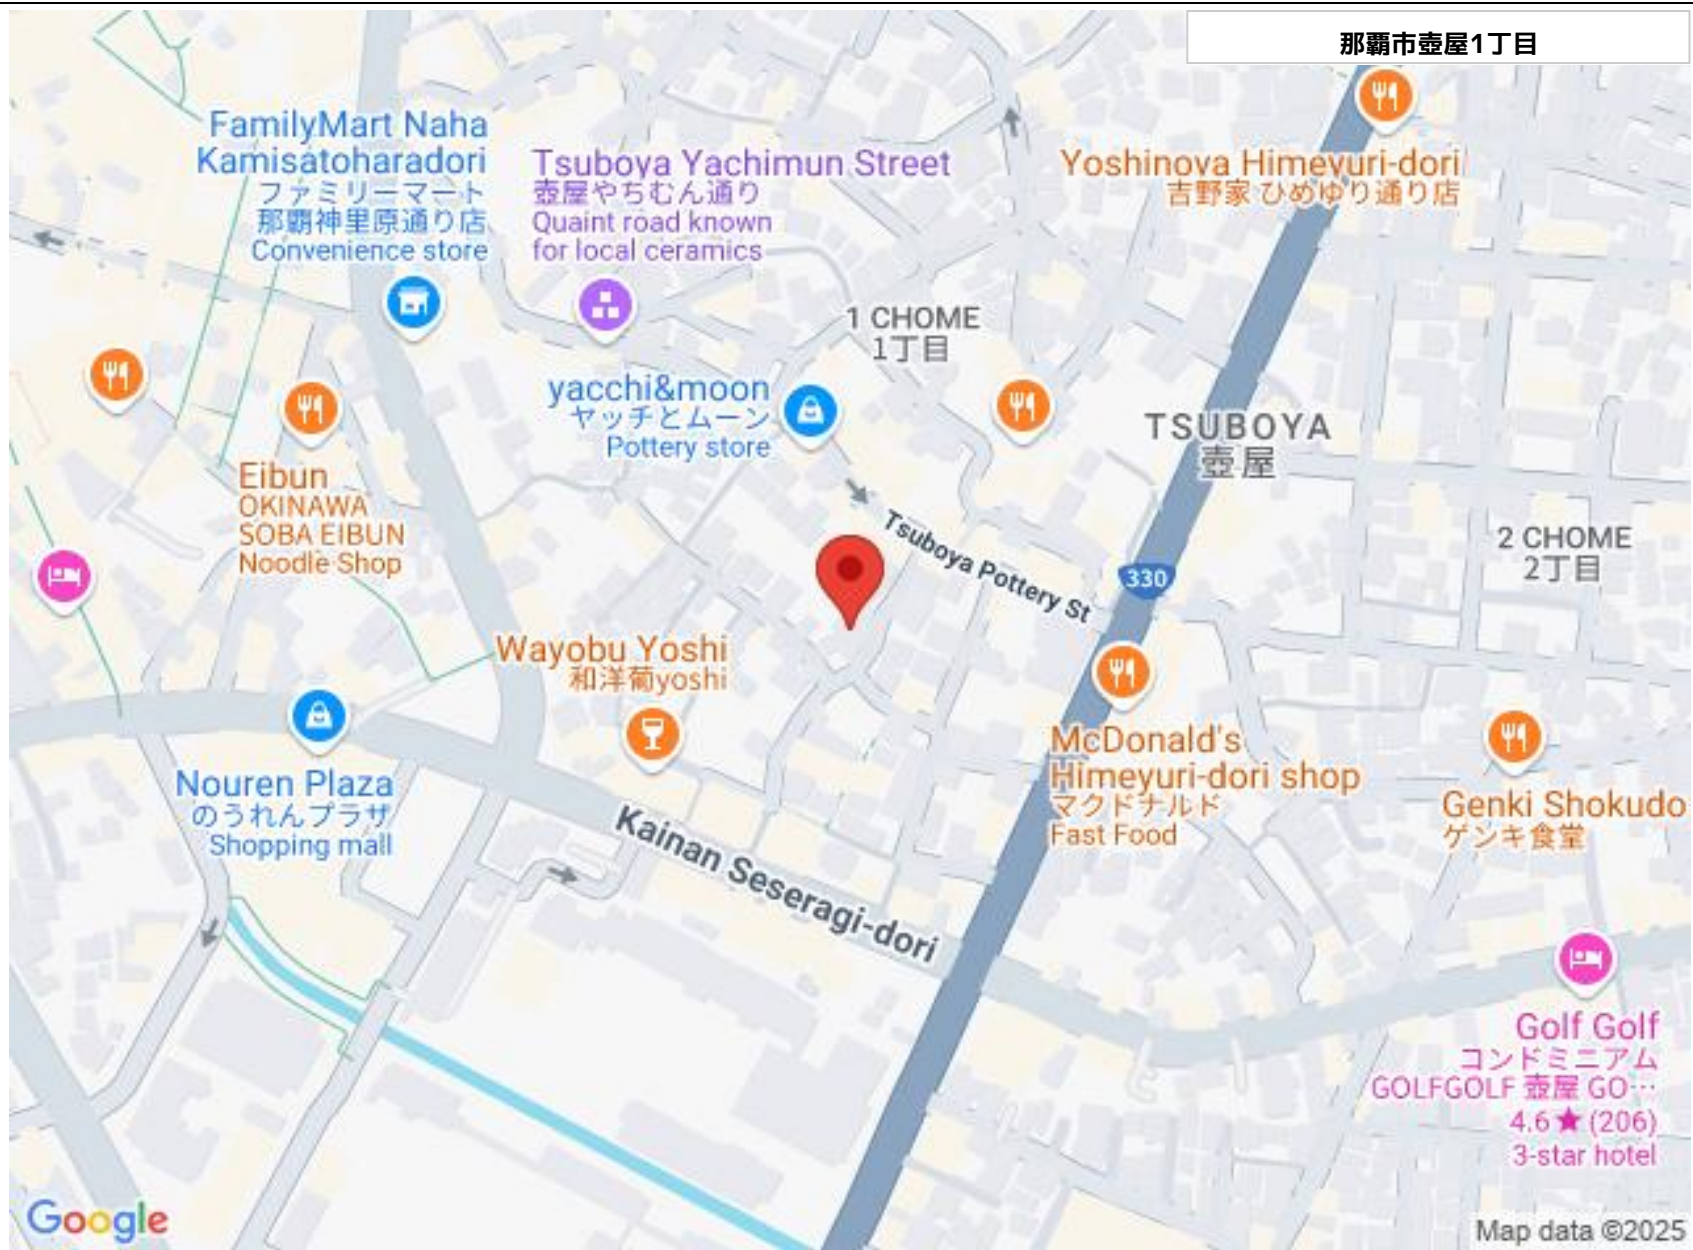 那覇市壺屋1丁目
FamilyMart Naha
Kamisatoharadori
ファミリーマート
那覇神里原通り店
Convenience store
Tsuboya Yachimun Street
壺屋やちむん通り
Quaint road known
for local ceramics
Yoshinoya Himeyuri-dori
吉野家 ひめゆり通り店
1 CHOME
1丁目
yacchi&moon
ヤッチとムーン
Pottery store
TSUBOYA
壺屋
Eibun
OKINAWA
SOBA EIBUN
Noodle Shop
Tsuboya Pottery St
330
2 CHOME
2丁目
Wayobu Yoshi
和洋葡yoshi
Nouren Plaza
のうれんプラザ
Shopping mall
McDonald's
Himeyuri-dori shop
マクドナルド
Fast Food
Genki Shokudo
ゲンキ食堂
Kainan Seseragi-dori
Golf Golf
コンドミニアム
GOLFGOLF 壺屋 GO…
4.6★(206)
3-star hotel
Google
Map data ©2025